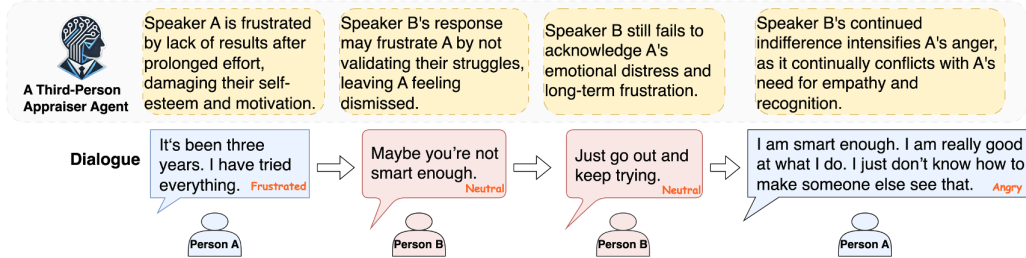 Speaker A is frustrated
by lack of results after
prolonged effort,
damaging their self-
esteem and motivation.
Speaker B's response
may frustrate A by not
validating their struggles,
leaving A feeling
dismissed.
Speaker B still fails to
acknowledge A's
emotional distress and
long-term frustration.
Speaker B's continued
indifference intensifies A's anger,
as it continually conflicts with A's
need for empathy and
recognition.
A Third-Person
Appraiser Agent
Dialogue
It's been three
years. I have tried
everything.
Frustrated
Maybe you're not
smart enough.
Neutral
Just go out and
keep trying.
Neutral
I am smart enough. I am really good
at what I do. I just don't know how to
make someone else see that.
Angry
Person A
Person B
Person B
Person A